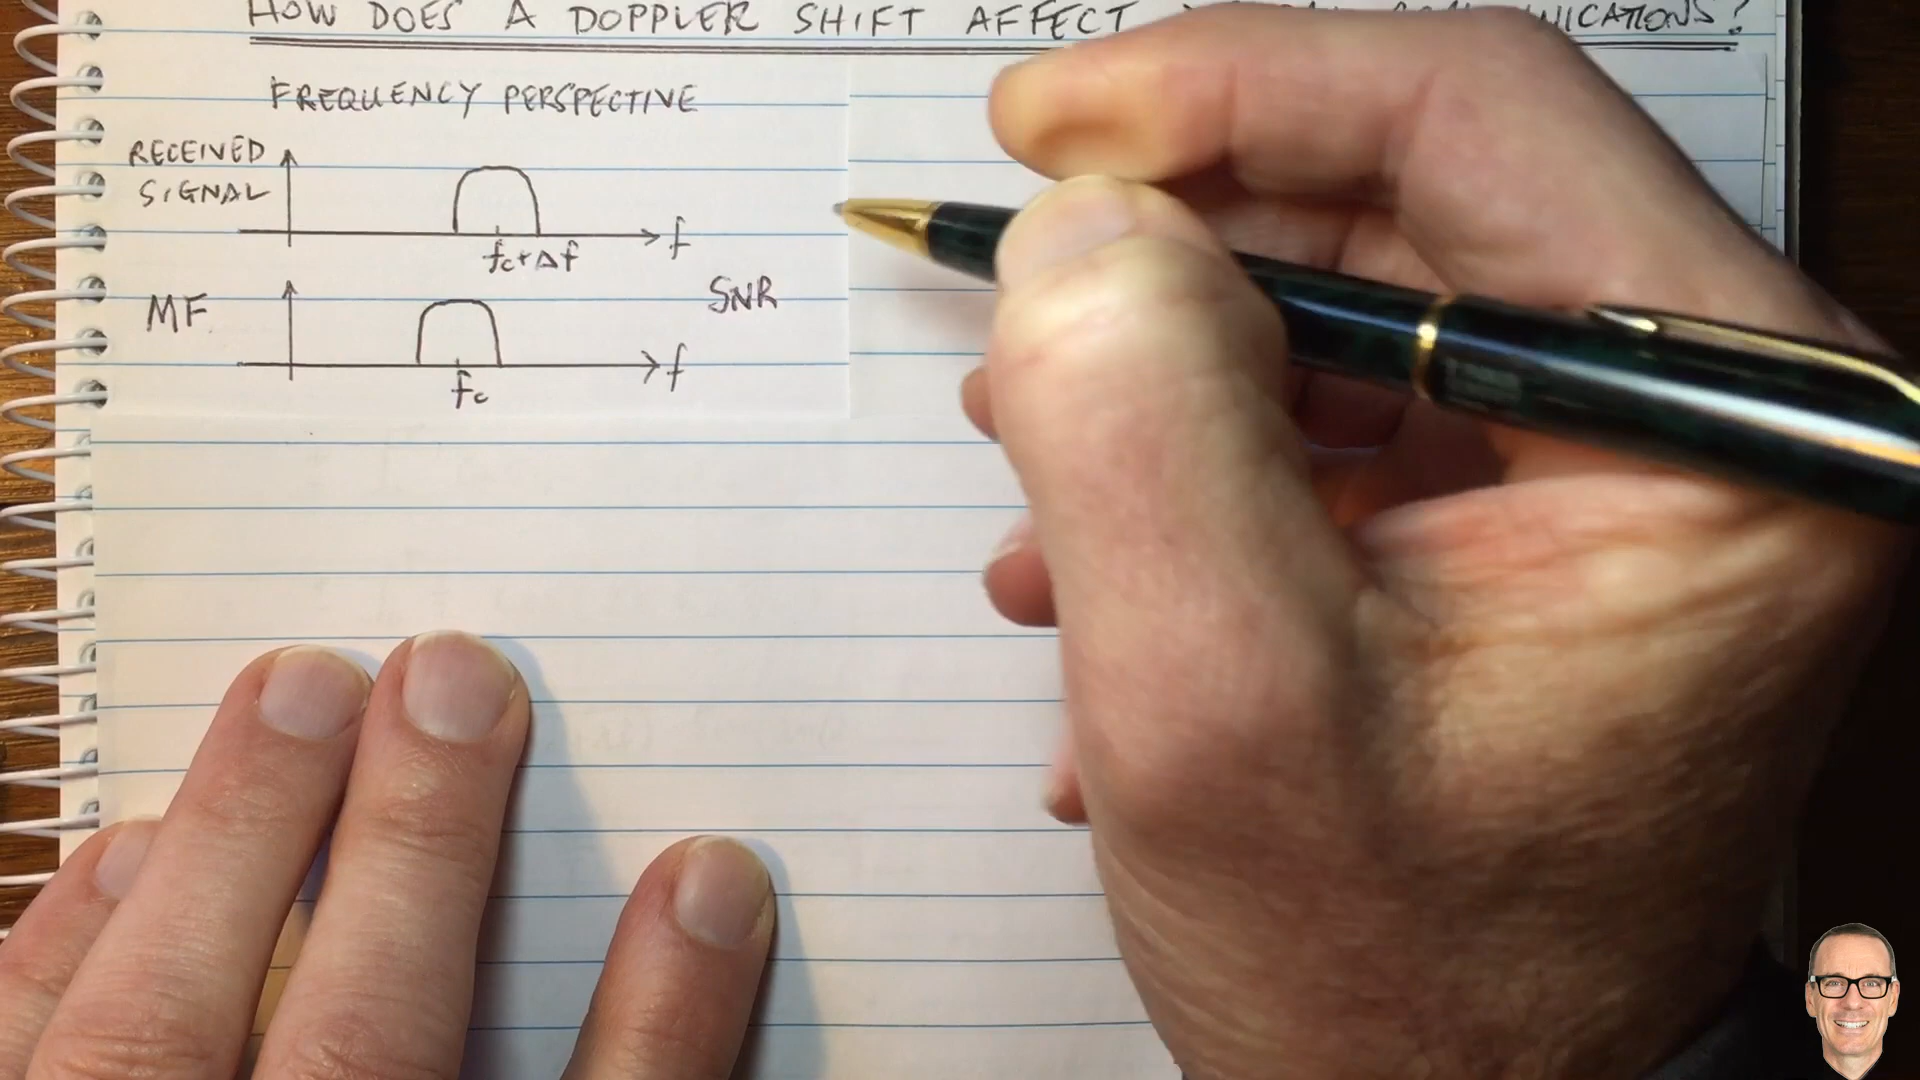 HOW DOES A DOPPLER SHIFT AFFECT
FREQUENCY PERSPECTIVE
RECEIVED
SIGNAL
f
fc+Δf
MF
SNR
f
fc